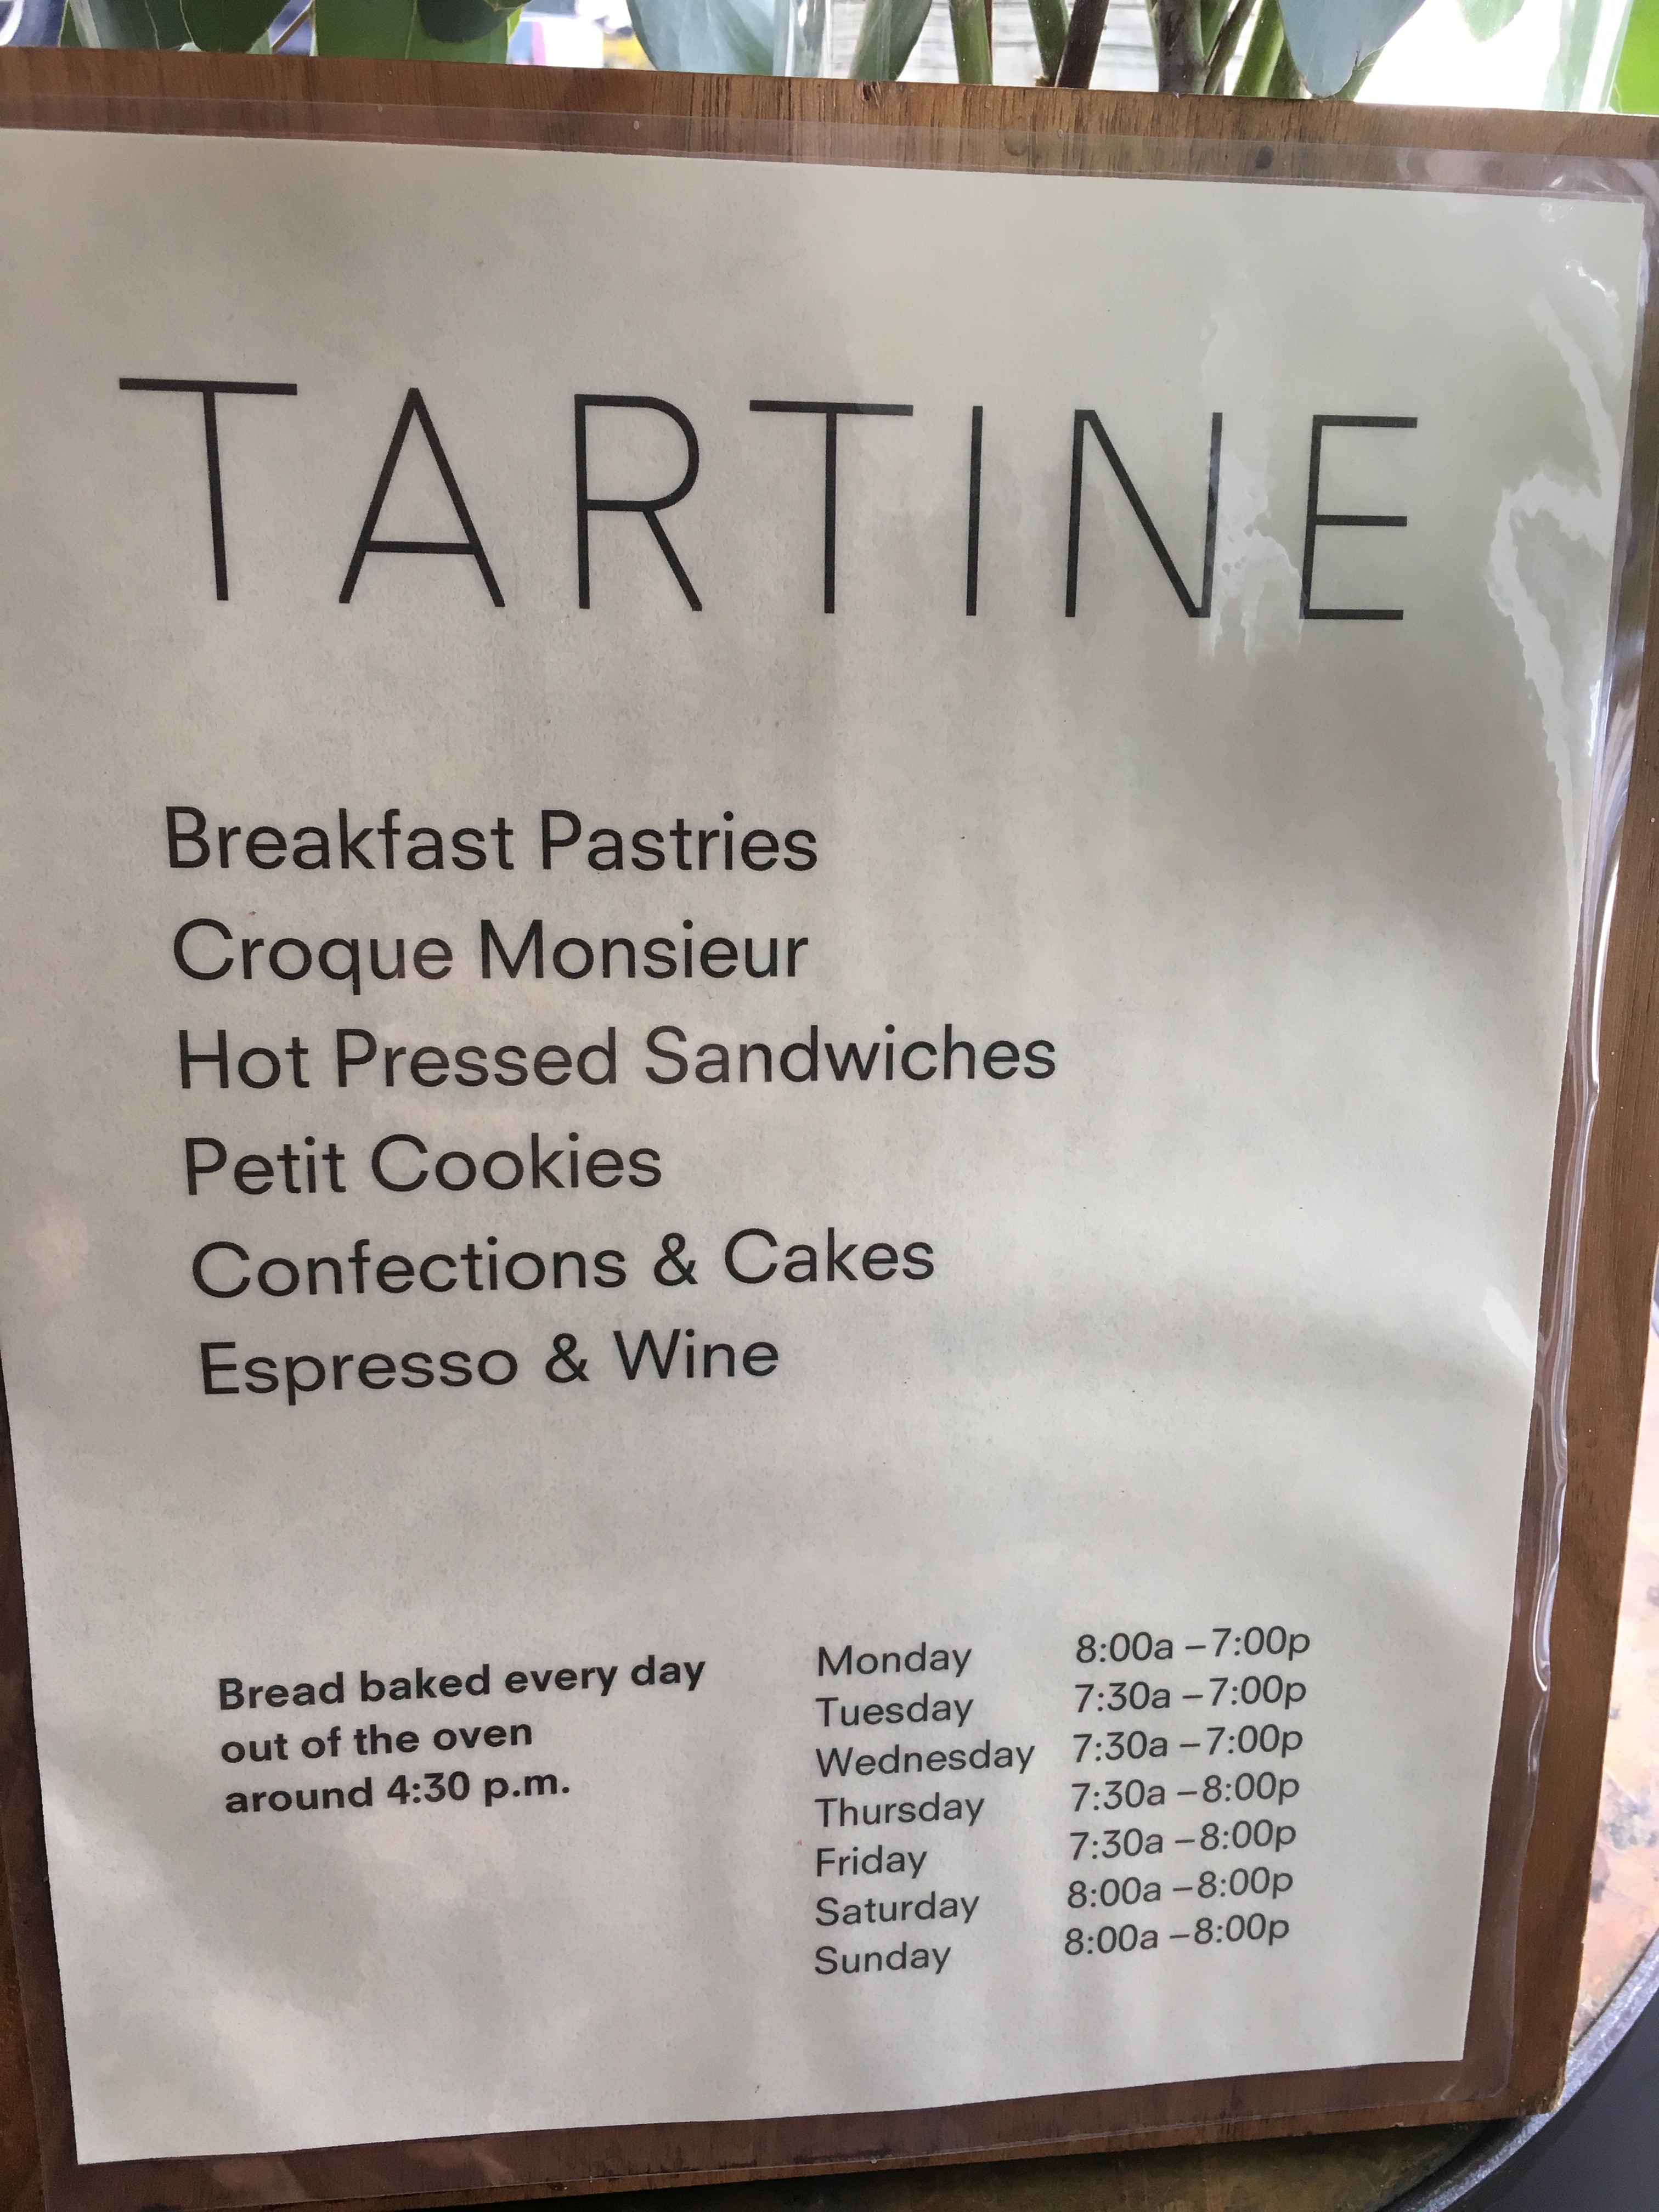 TARTINE
Breakfast Pastries
Croque Monsieur
Hot Pressed Sandwiches
Petit Cookies
Confections & Cakes
Espresso & Wine
Bread baked every day
out of the oven
around 4:30 p.m.
Monday 8:00a – 7:00p
Tuesday 7:30a – 7:00p
Wednesday 7:30a – 7:00p
Thursday 7:30a – 8:00p
Friday 7:30a – 8:00p
Saturday 8:00a – 8:00p
Sunday 8:00a – 8:00p